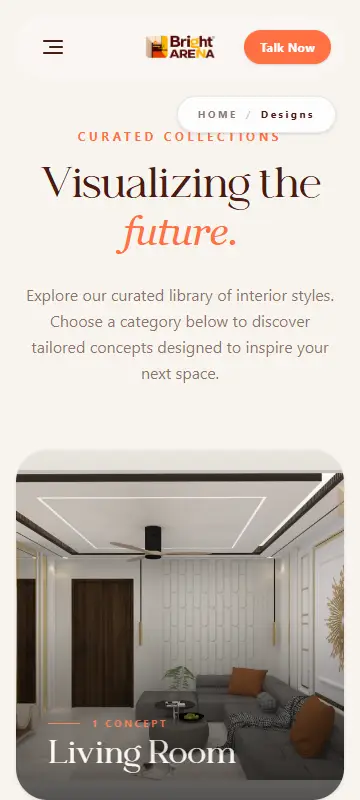 Bright
ARENA
Talk Now
HOME / Designs
CURATED COLLECTIONS
Visualizing the
future.
Explore our curated library of interior styles.
Choose a category below to discover
tailored concepts designed to inspire your
next space.
1 CONCEPT
Living Room